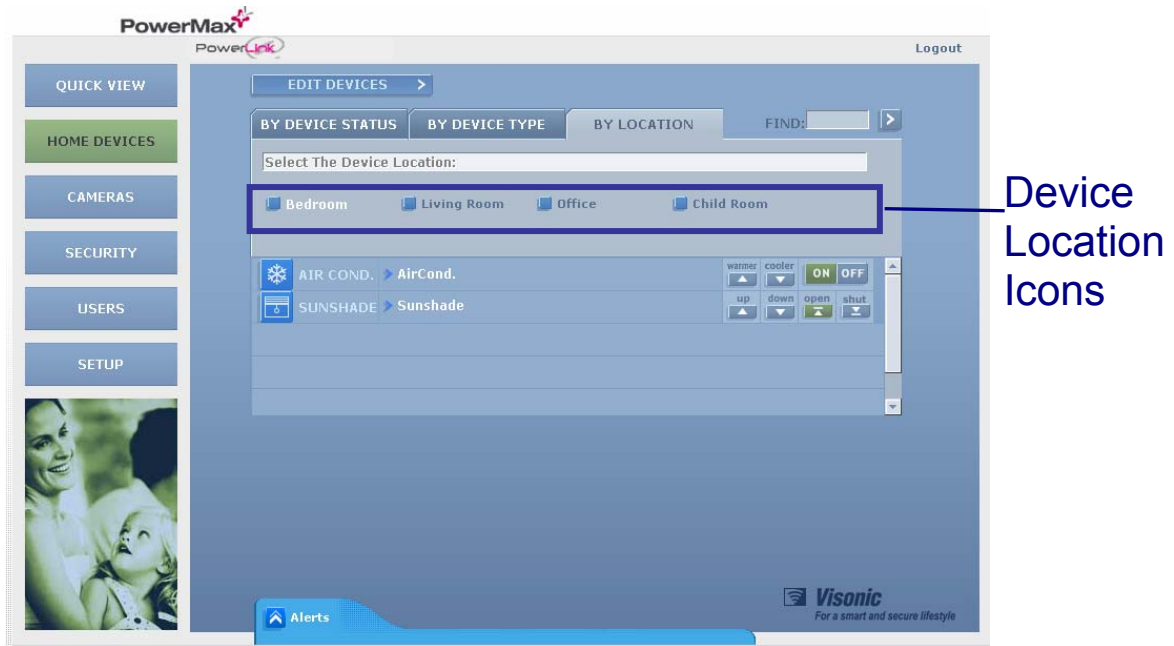 PowerMax
PowerLink
Logout
QUICK VIEW
HOME DEVICES
CAMERAS
SECURITY
USERS
SETUP
EDIT DEVICES >
BY DEVICE STATUS BY DEVICE TYPE BY LOCATION FIND: >
Select The Device Location:
Bedroom Living Room Office Child Room
warmer cooler
AIR COND. AirCond. ON OFF
up down open shut
SUNSHADE Sunshade
Alerts
Visonic
For a smart and secure lifestyle
Device
Location
Icons